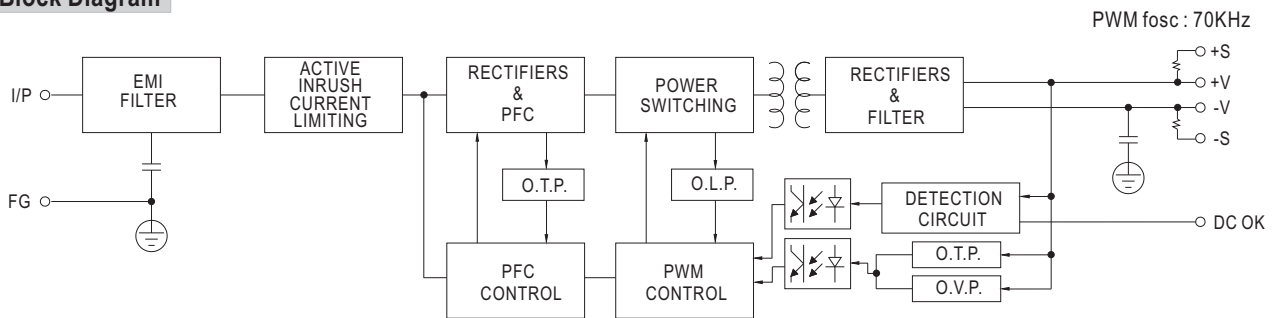 Block Diagram
PWM fosc : 70KHz
I/P
EMI
FILTER
ACTIVE
INRUSH
CURRENT
LIMITING
RECTIFIERS
&
PFC
POWER
SWITCHING
RECTIFIERS
&
FILTER
+S
+V
-V
-S
FG
O.T.P.
O.L.P.
DETECTION
CIRCUIT
DC OK
PFC
CONTROL
PWM
CONTROL
O.T.P.
O.V.P.